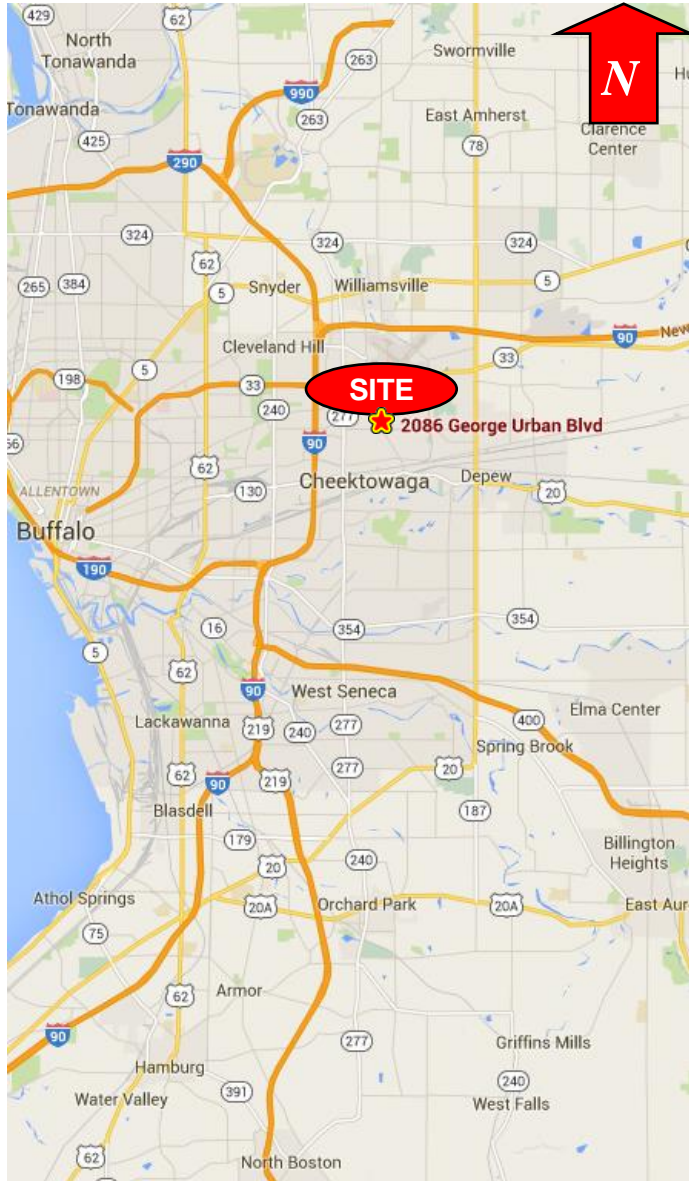 429
62
North
Tonawanda
263
Swormville
N
Tonawanda
990
263
East Amherst
Clarence
Center
425
78
290
324
62
324
324
265
384
5
Snyder
Williamsville
5
Cleveland Hill
90
33
198
5
33
SITE
240
277
2086 George Urban Blvd
90
62
130
Cheektowaga
Depew
20
ALLENTOWN
Buffalo
190
16
354
354
5
62
90
West Seneca
Elma Center
Lackawanna
219
240
277
400
Spring Brook
62
90
219
277
20
Blasdell
187
179
Billington
Heights
20
240
Athol Springs
20A
Orchard Park
20A
East Aur
75
62
Armor
90
277
Griffins Mills
Hamburg
240
Water Valley
391
West Falls
62
North Boston